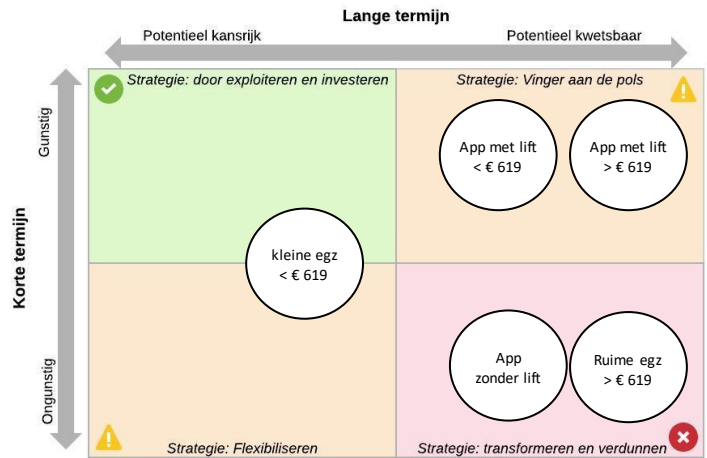 Lange termijn
Potentieel kansrijk
Potentieel kwetsbaar
Strategie: door exploiteren en investeren
Strategie: Vinger aan de pols
Gunstig
App met lift
< € 619
App met lift
> € 619
Korte termijn
kleine egz
< € 619
Ongunstig
App
zonder lift
Ruime egz
> € 619
Strategie: Flexibiliseren
Strategie: transformeren en verdunnen